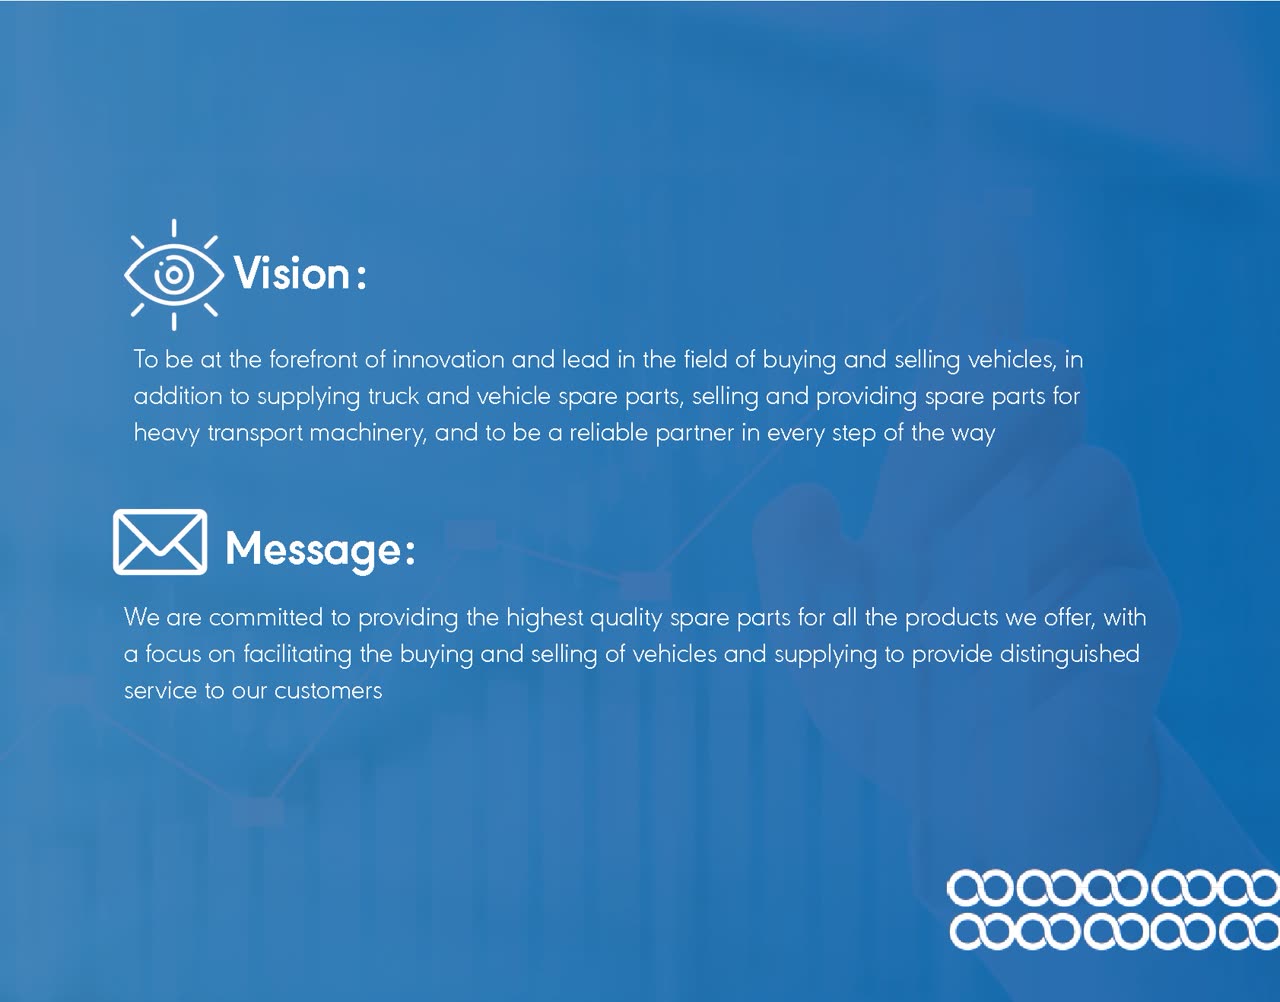 Vision:
To be at the forefront of innovation and lead in the field of buying and selling vehicles, in
addition to supplying truck and vehicle spare parts, selling and providing spare parts for
heavy transport machinery, and to be a reliable partner in every step of the way
Message:
We are committed to providing the highest quality spare parts for all the products we offer, with
a focus on facilitating the buying and selling of vehicles and supplying to provide distinguished
service to our customers